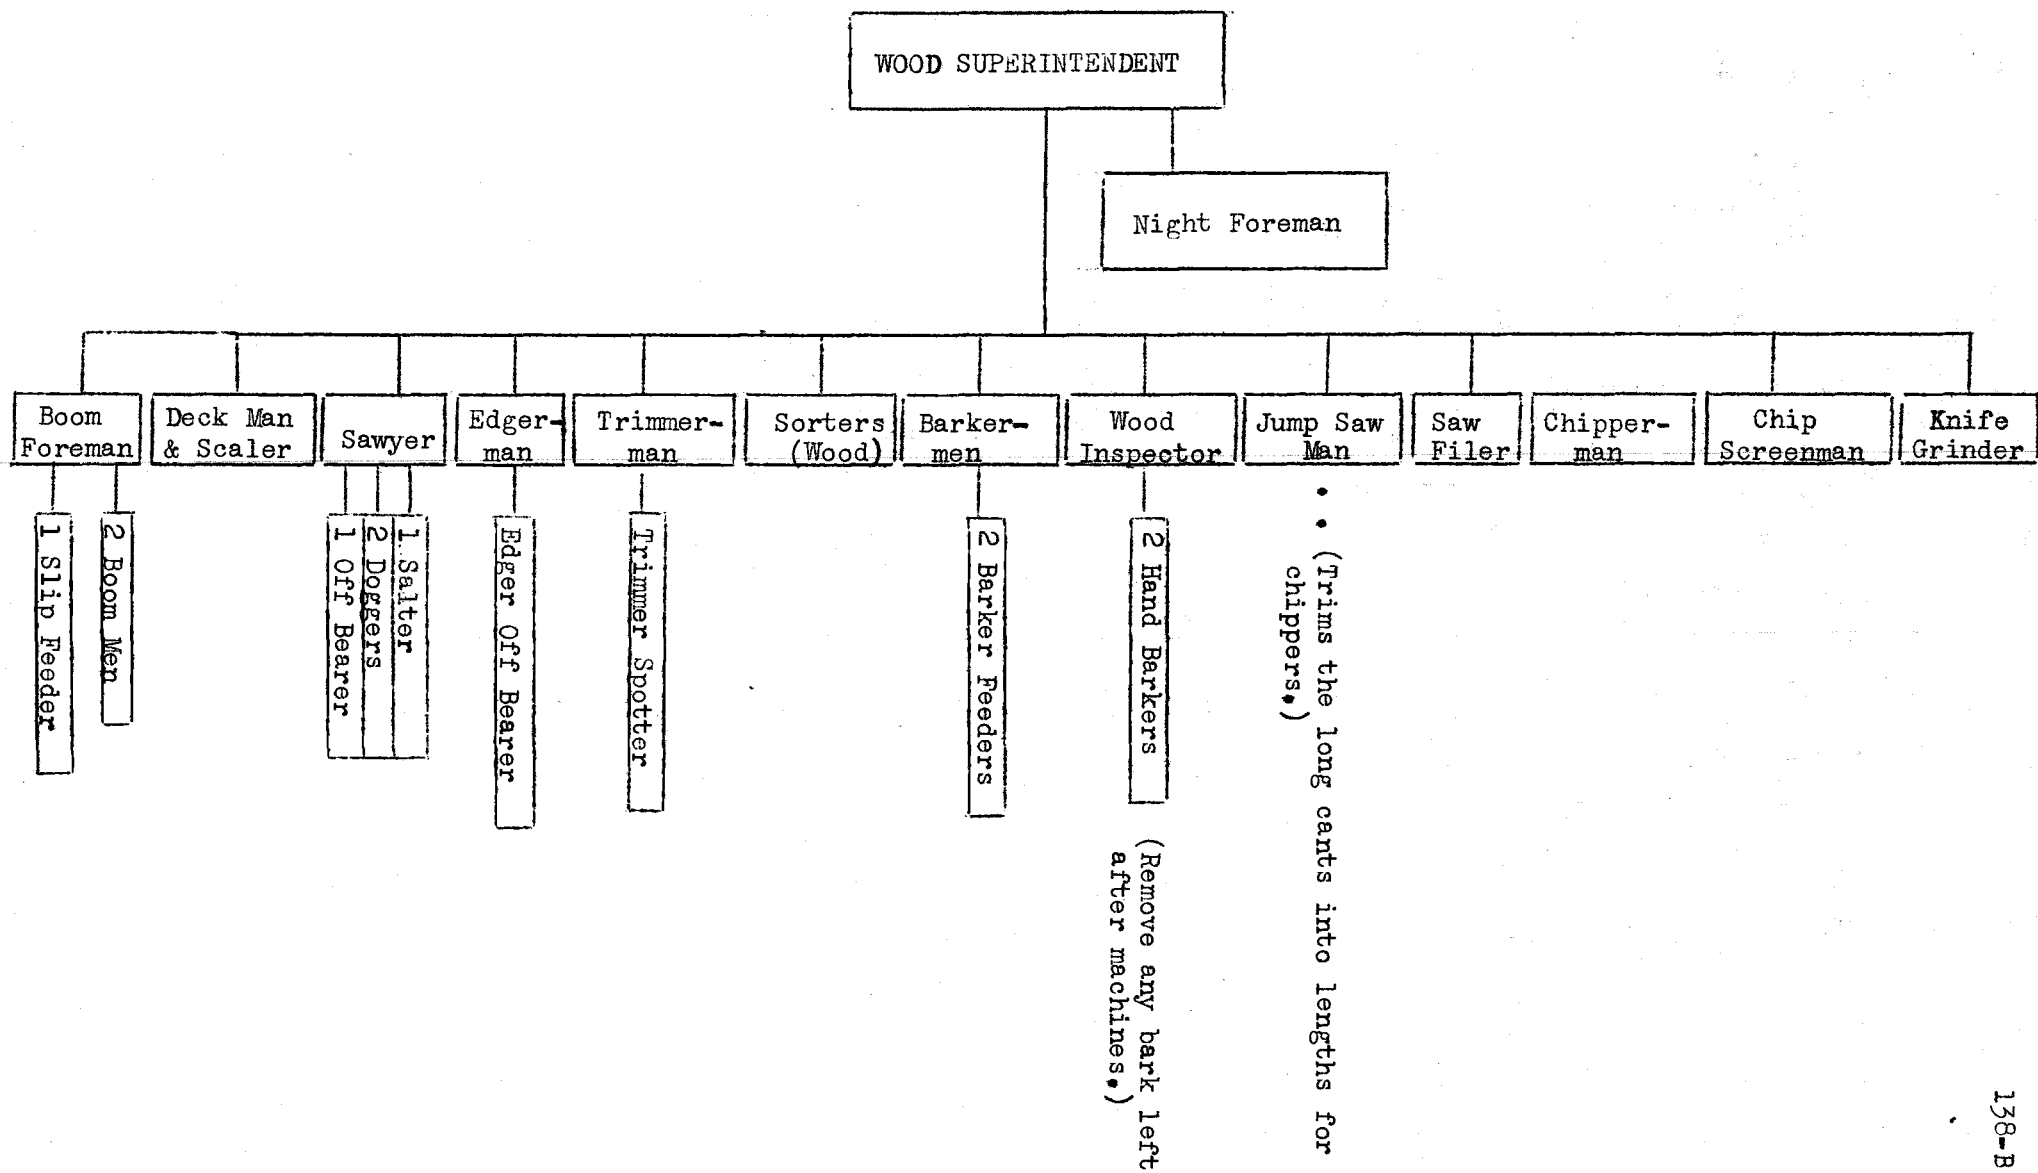 WOOD SUPERINTENDENT
Night Foreman
Boom
Foreman
Deck Man
& Scaler
Sawyer
Edger-
man
Trimmer-
man
Sorters
(Wood)
Barker-
men
Wood
Inspector
Jump Saw
Man
Saw
Filer
Chipper-
man
Chip
Screenman
Knife
Grinder
1 Slip Feeder
2 Boom Men
1 Off Bearer
2 Doggers
1 Salter
Edger Off Bearer
Trimmer Spotter
2 Barker Feeders
2 Hand Barkers
(Remove any bark left
after machines.)
. . (Trims the long cants into lengths for
chippers.)
138-B